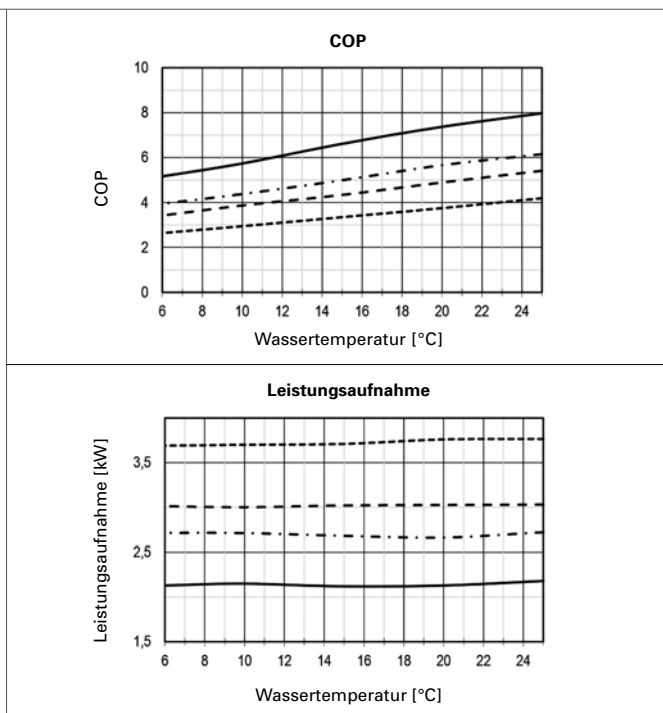 COP
10
8
6
4
2
0
COP
6 8 10 12 14 16 18 20 22 24
Wassertemperatur [°C]
Leistungsaufnahme
3,5
2,5
1,5
Leistungsaufnahme [kW]
6 8 10 12 14 16 18 20 22 24
Wassertemperatur [°C]